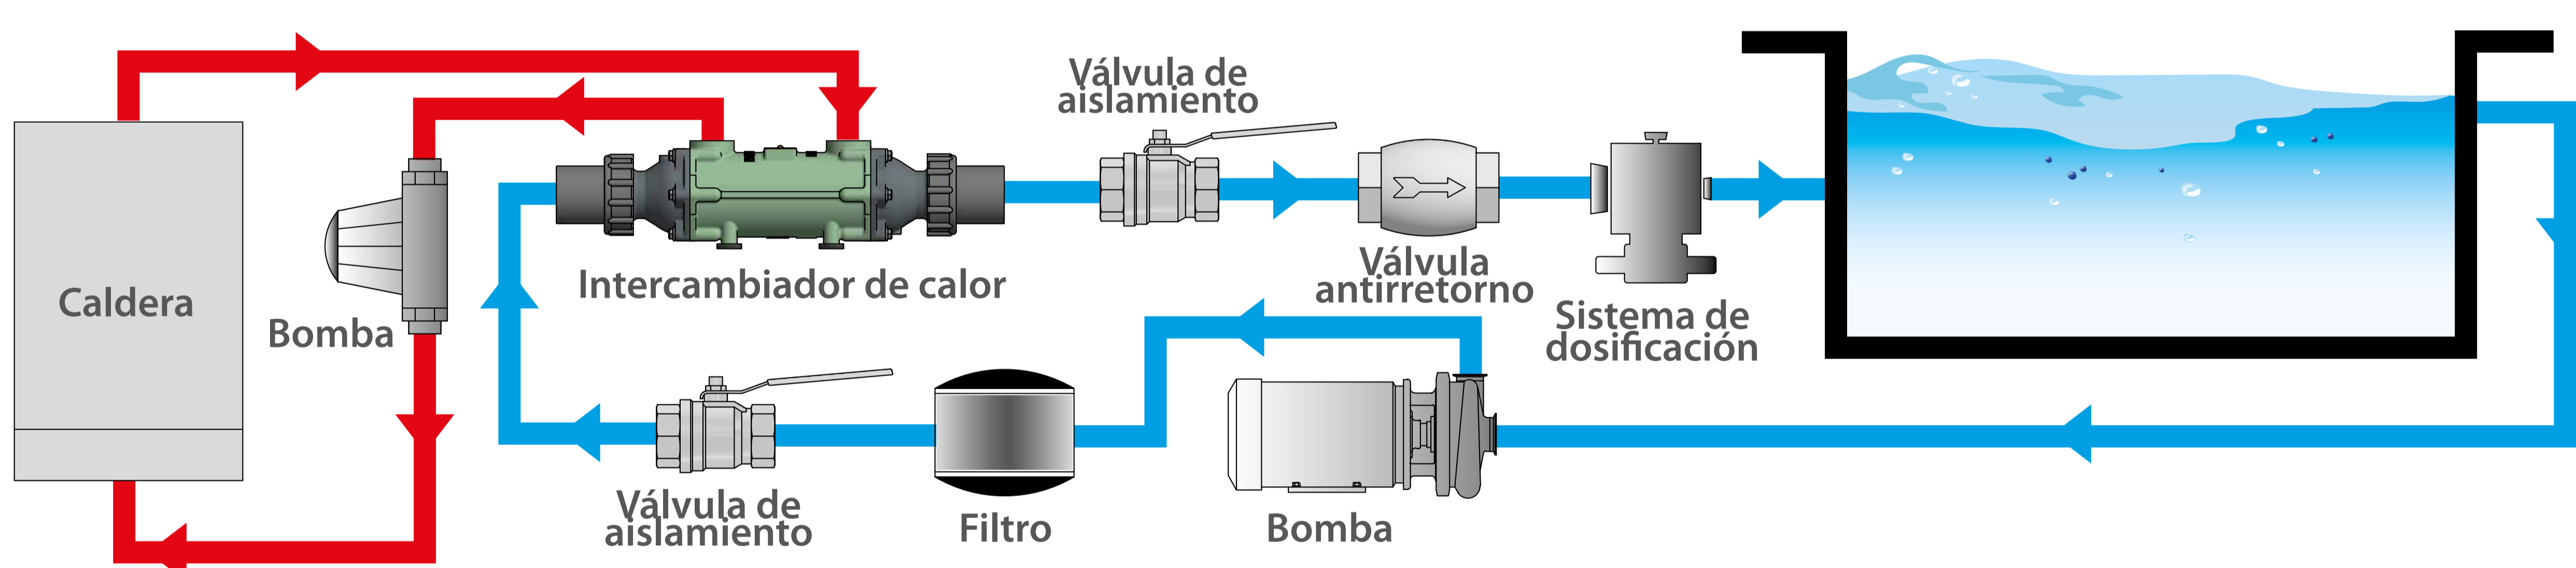 Válvula de
aislamiento
Caldera
Bomba
Intercambiador de calor
Válvula
antirretorno
Sistema de
dosificación
Válvula de
aislamiento
Filtro
Bomba